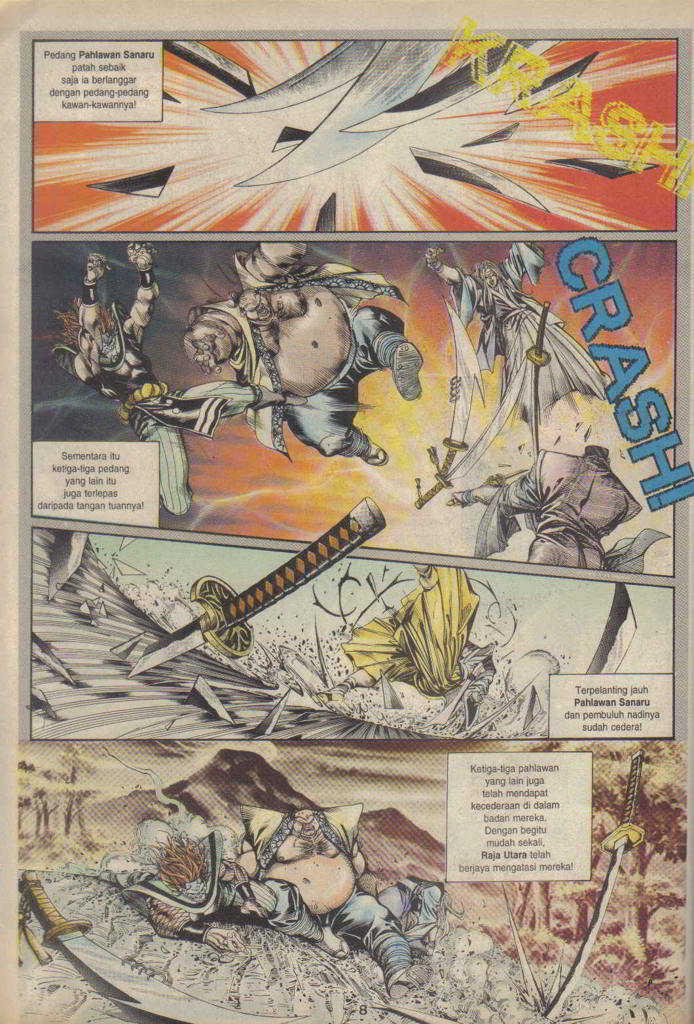 Pedang Pahlawan Sanaru
patah sebaik
saja ia berlanggar
dengan pedang-pedang
kawan-kawannya!
KRASH!
CRASH!
Sementara itu
ketiga-tiga pedang
yang lain itu
juga terlepas
daripada tangan tuannya!
Terpelanting jauh
Pahlawan Sanaru
dan pembuluh nadinya
sudah cedera!
Ketiga-tiga pahlawan
yang lain juga
telah mendapat
kecederaan di dalam
badan mereka.
Dengan begitu
mudah sekali,
Raja Utara telah
berjaya mengatasi mereka!
8